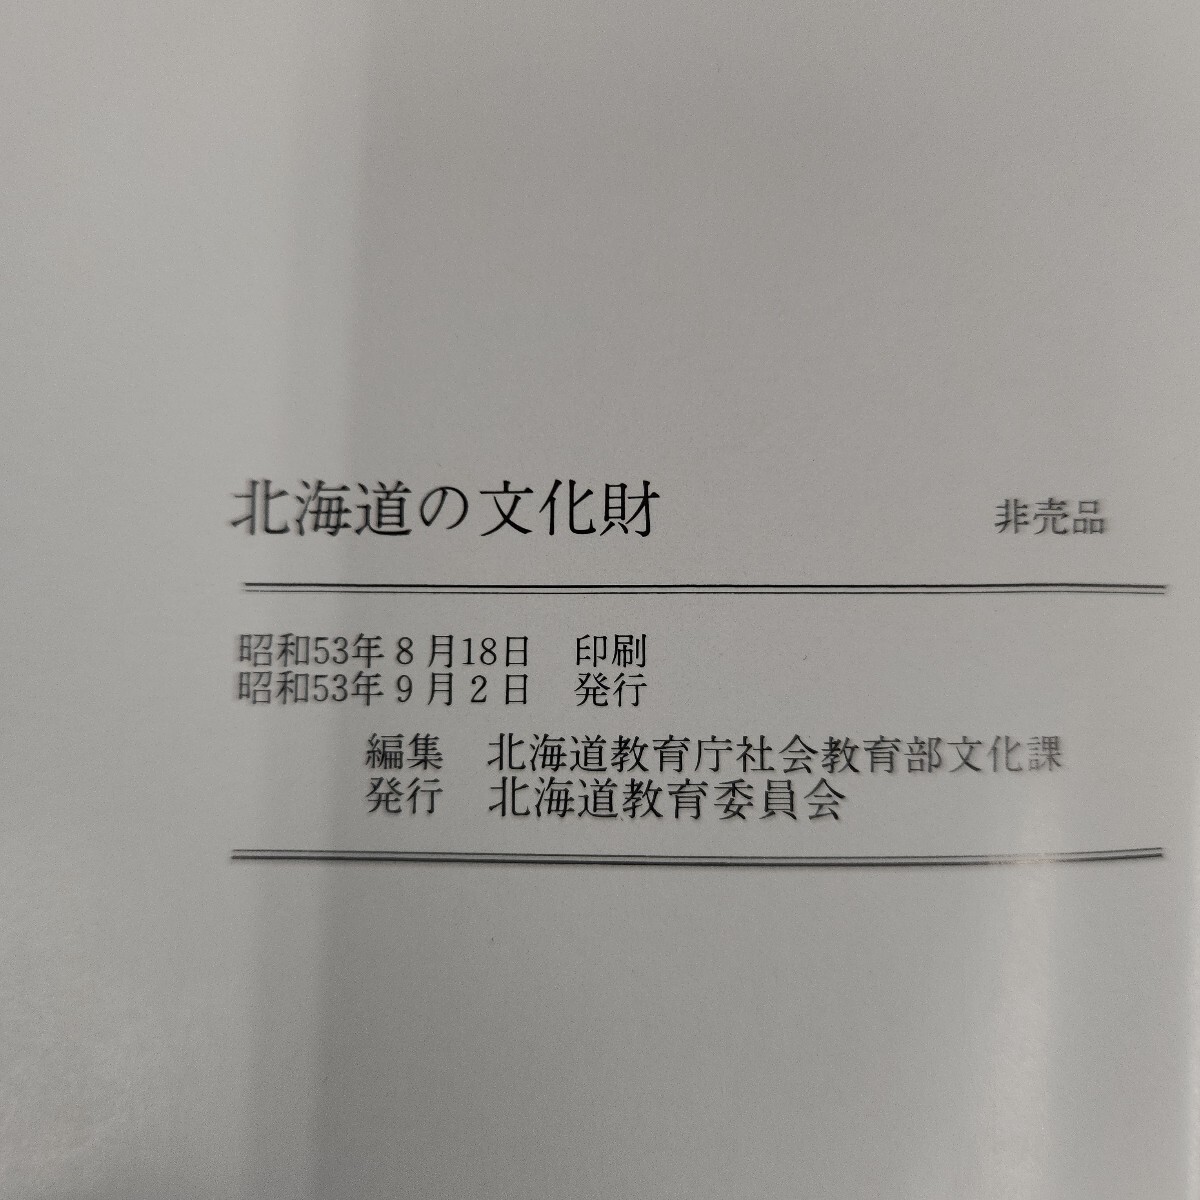 北海道の文化財　非売品
昭和53年8月18日　印刷
昭和53年9月2日　発行
編集　北海道教育庁社会教育部文化課
発行　北海道教育委員会